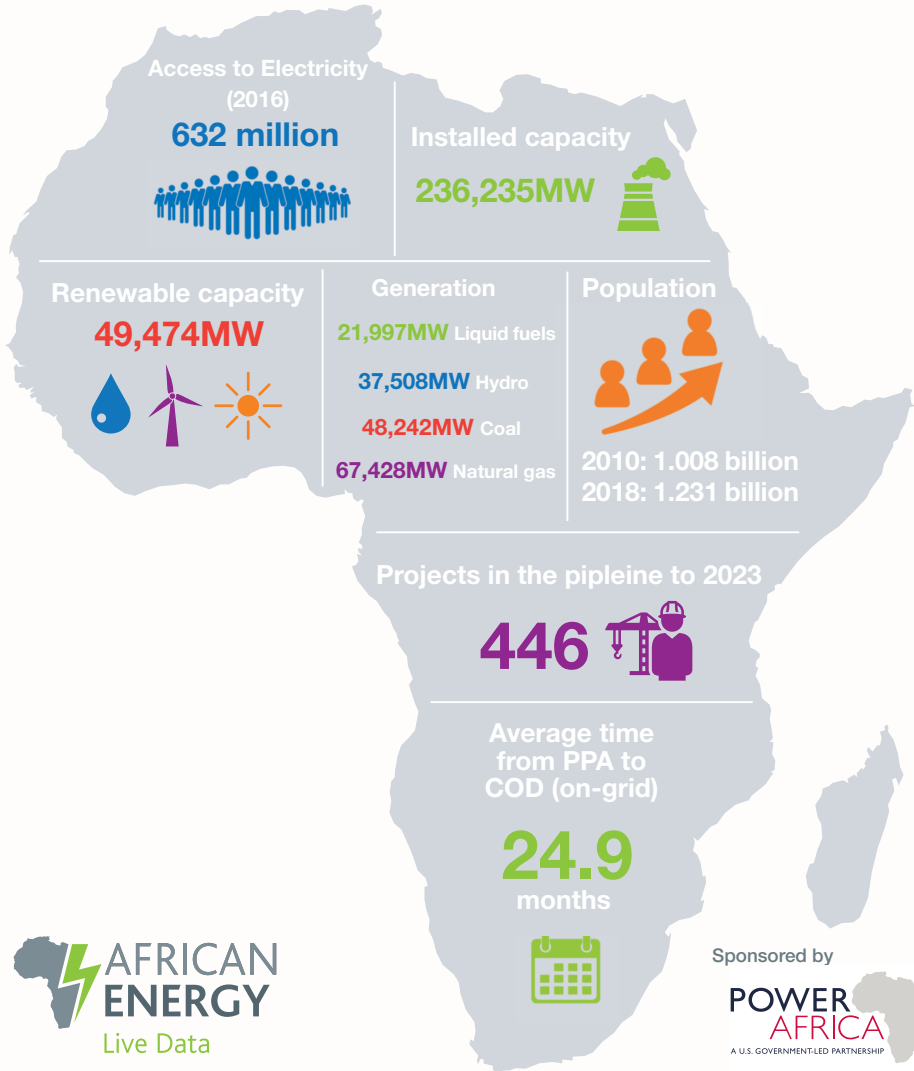 Access to Electricity
(2016)
632 million
Installed capacity
236,235MW
Renewable capacity
49,474MW
Generation
21,997MW Liquid fuels
37,508MW Hydro
48,242MW Coal
67,428MW Natural gas
Population
2010: 1.008 billion
2018: 1.231 billion
Projects in the pipleine to 2023
446
Average time
from PPA to
COD (on-grid)
24.9
months
AFRICAN
ENERGY
Live Data
Sponsored by
POWER
AFRICA
A U.S. GOVERNMENT-LED PARTNERSHIP